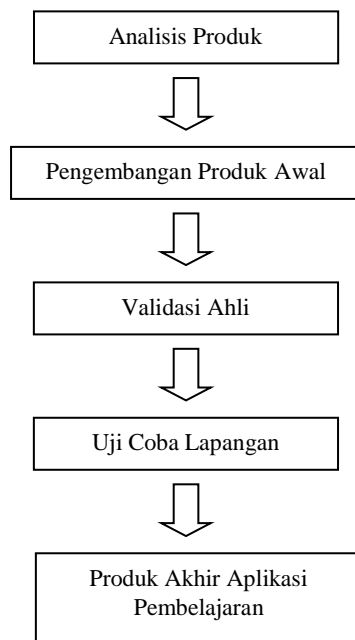 Analisis Produk
Pengembangan Produk Awal
Validasi Ahli
Uji Coba Lapangan
Produk Akhir Aplikasi
Pembelajaran